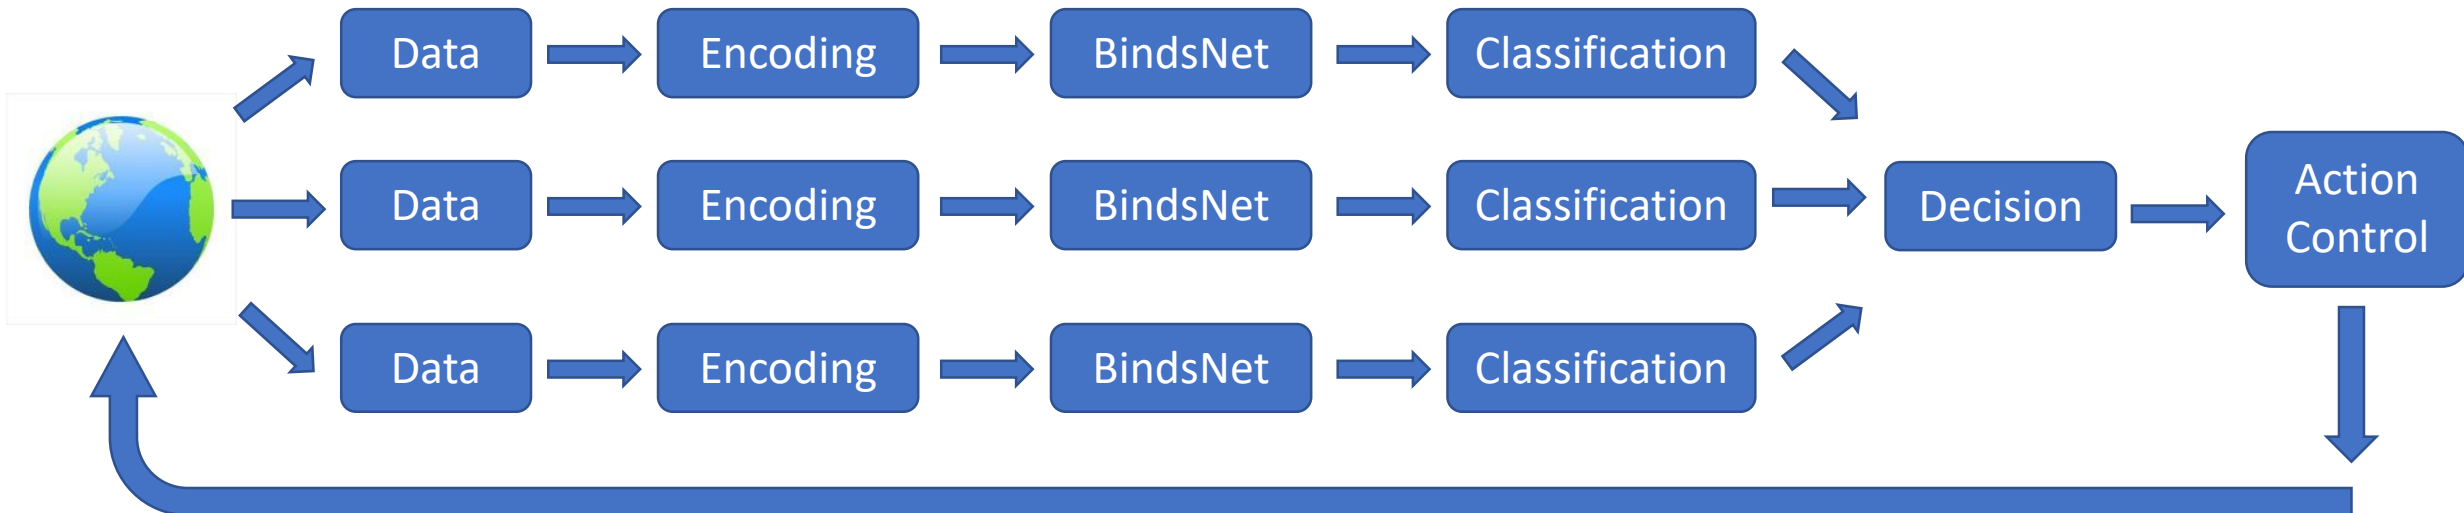 Data
Encoding
BindsNet
Classification
Data
Encoding
BindsNet
Classification
Decision
Action
Control
Data
Encoding
BindsNet
Classification